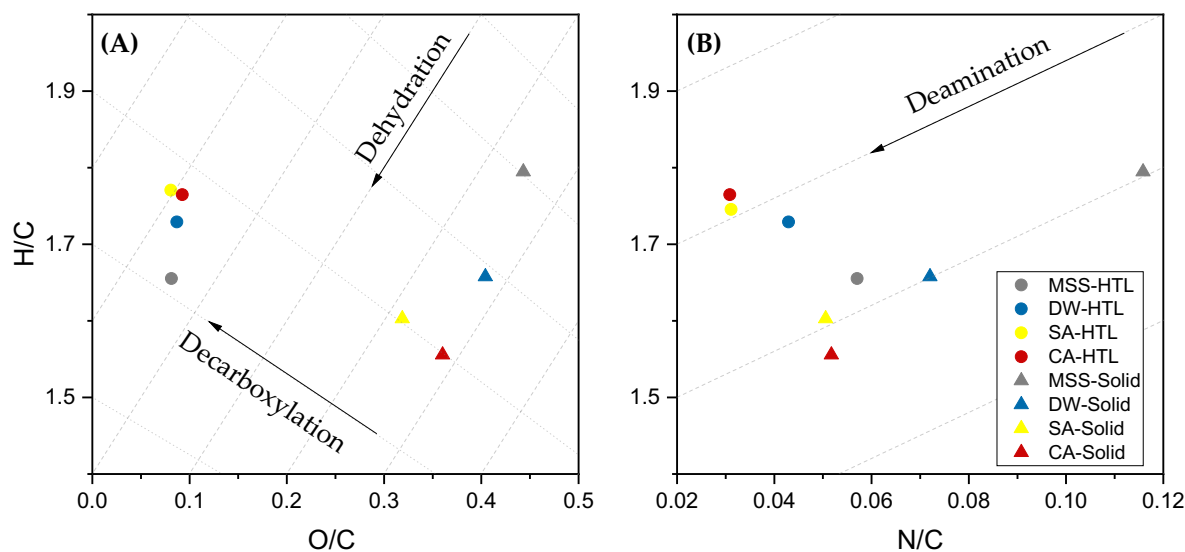 (A)
Dehydration
Decarboxylation
H/C
1.9
1.7
1.5
0.0 0.1 0.2 0.3 0.4 0.5
O/C
(B)
Deamination
MSS-HTL
DW-HTL
SA-HTL
CA-HTL
MSS-Solid
DW-Solid
SA-Solid
CA-Solid
1.9
1.7
1.5
0.02 0.04 0.06 0.08 0.10 0.12
N/C